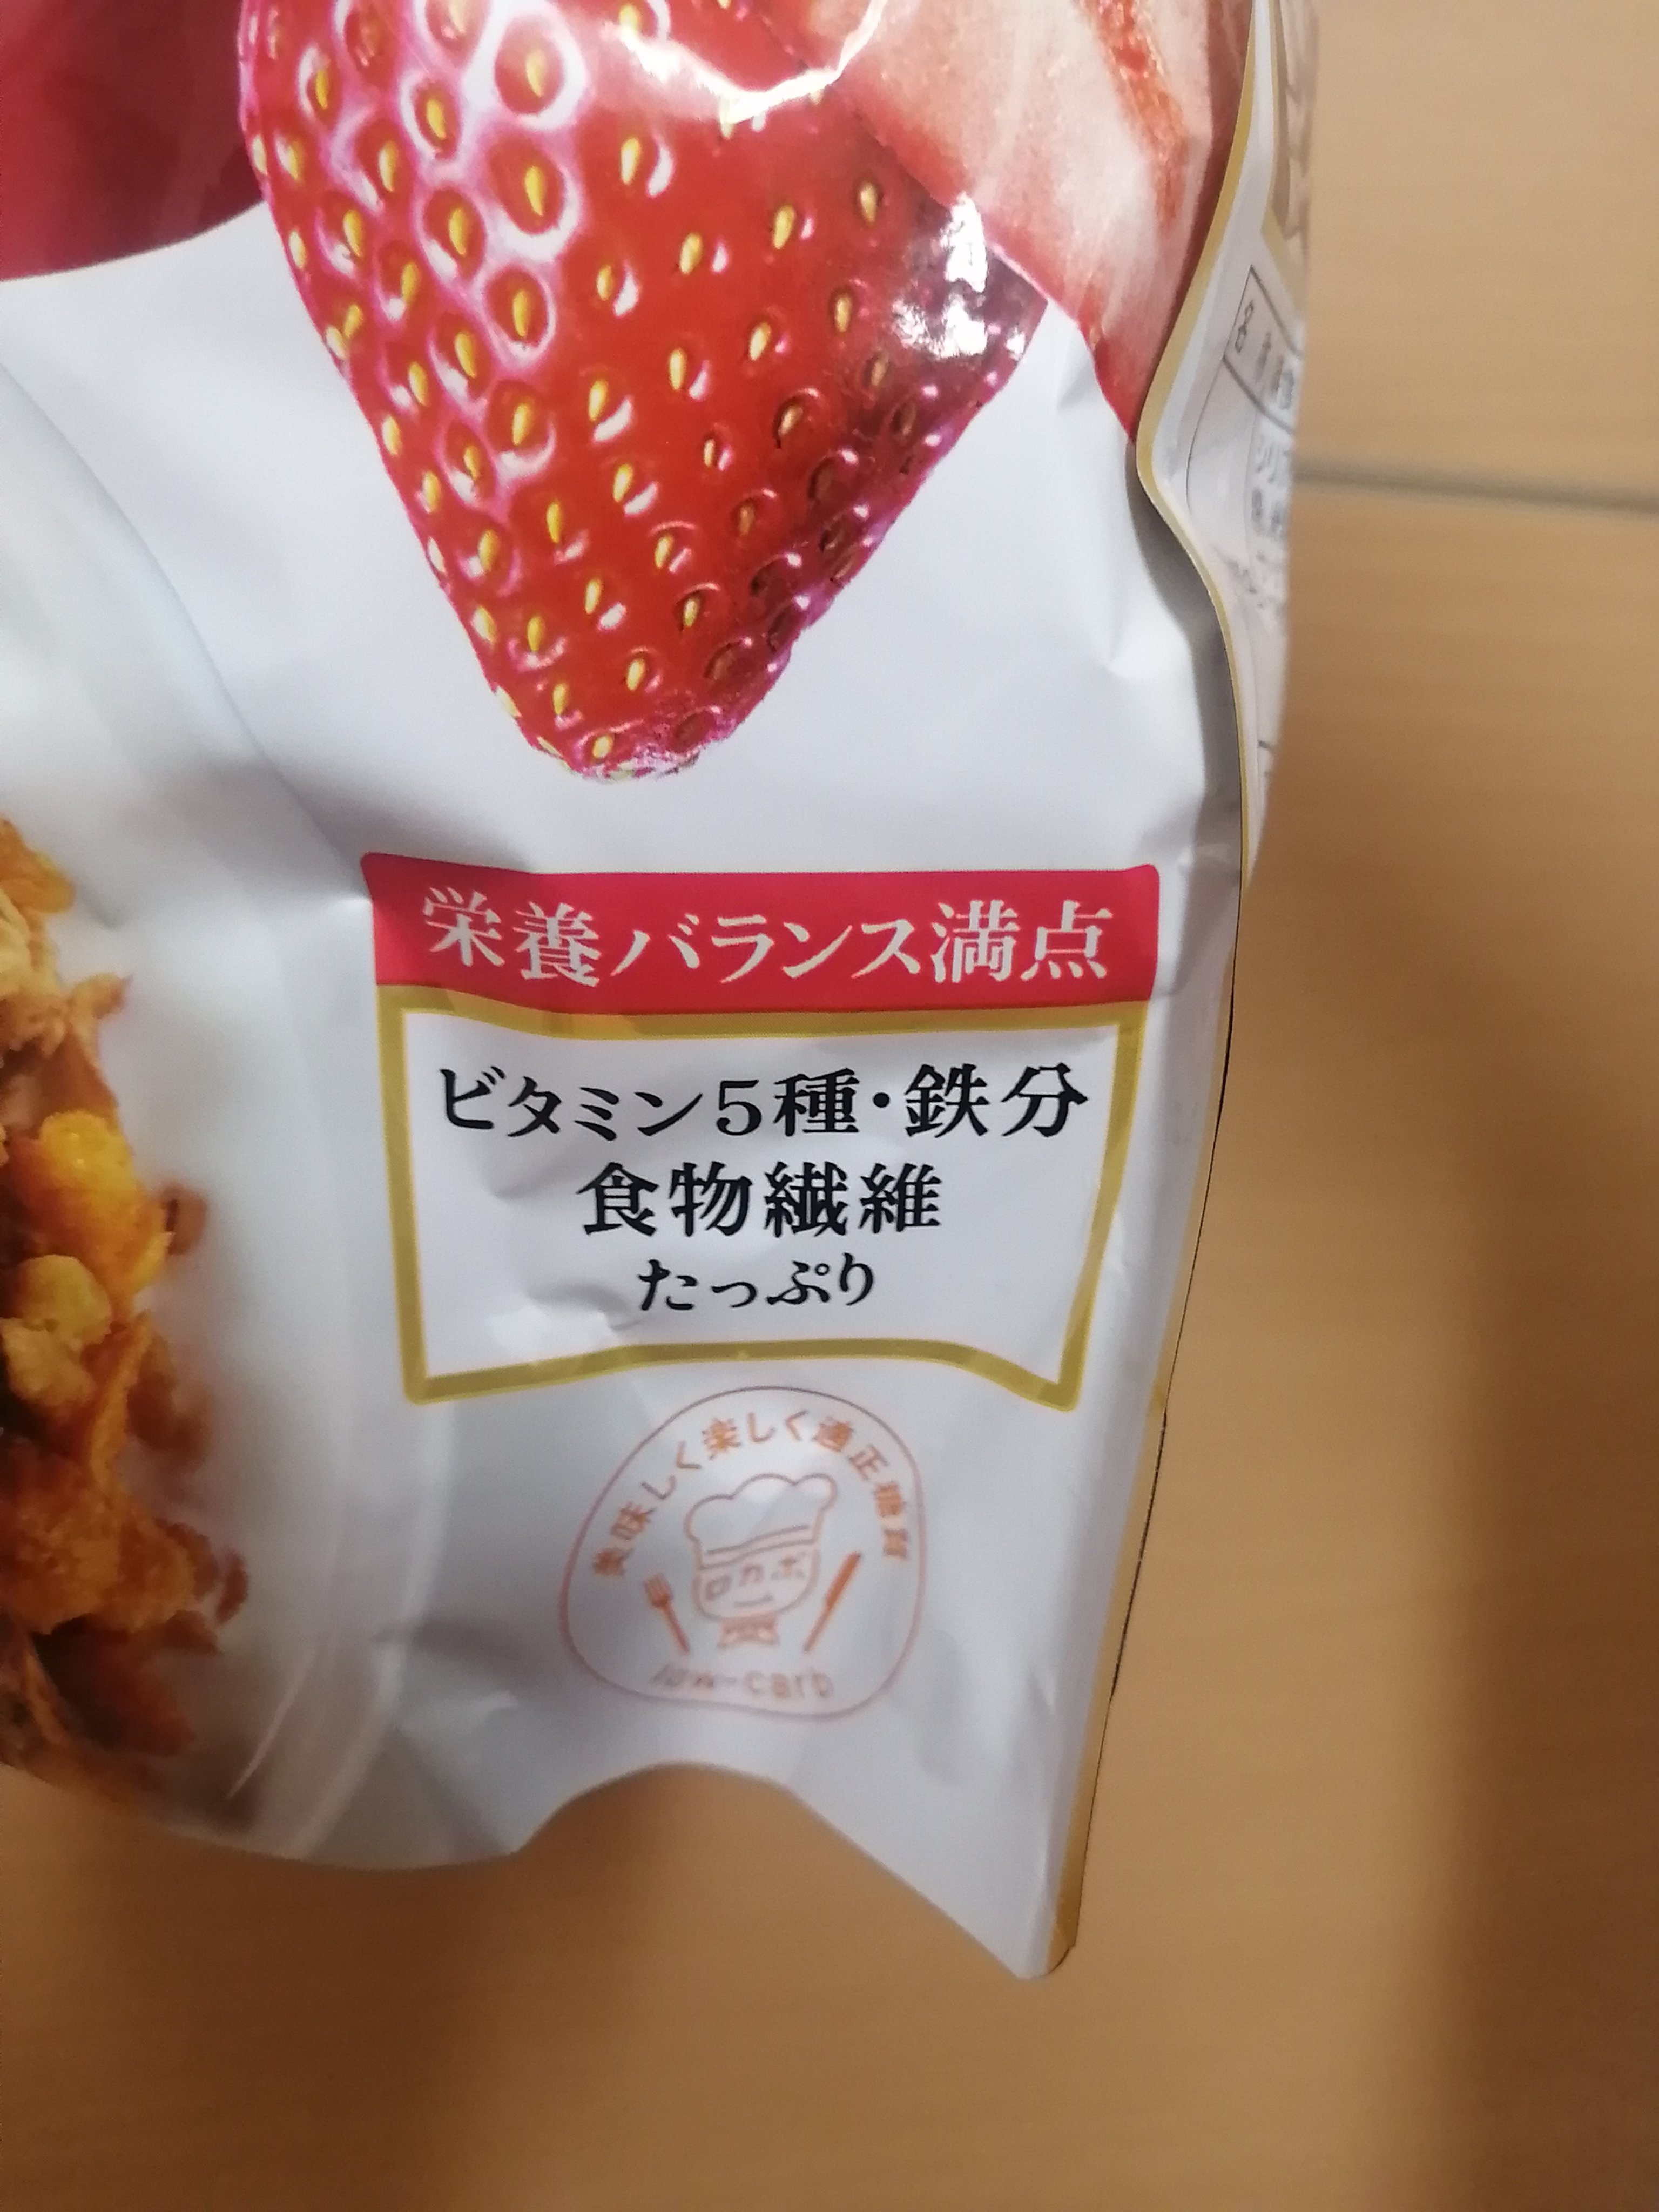 栄養バランス満点
ビタミン5種・鉄分
食物繊維
たっぷり
美味しく楽しく適正糖質
ロカボ
low-carb